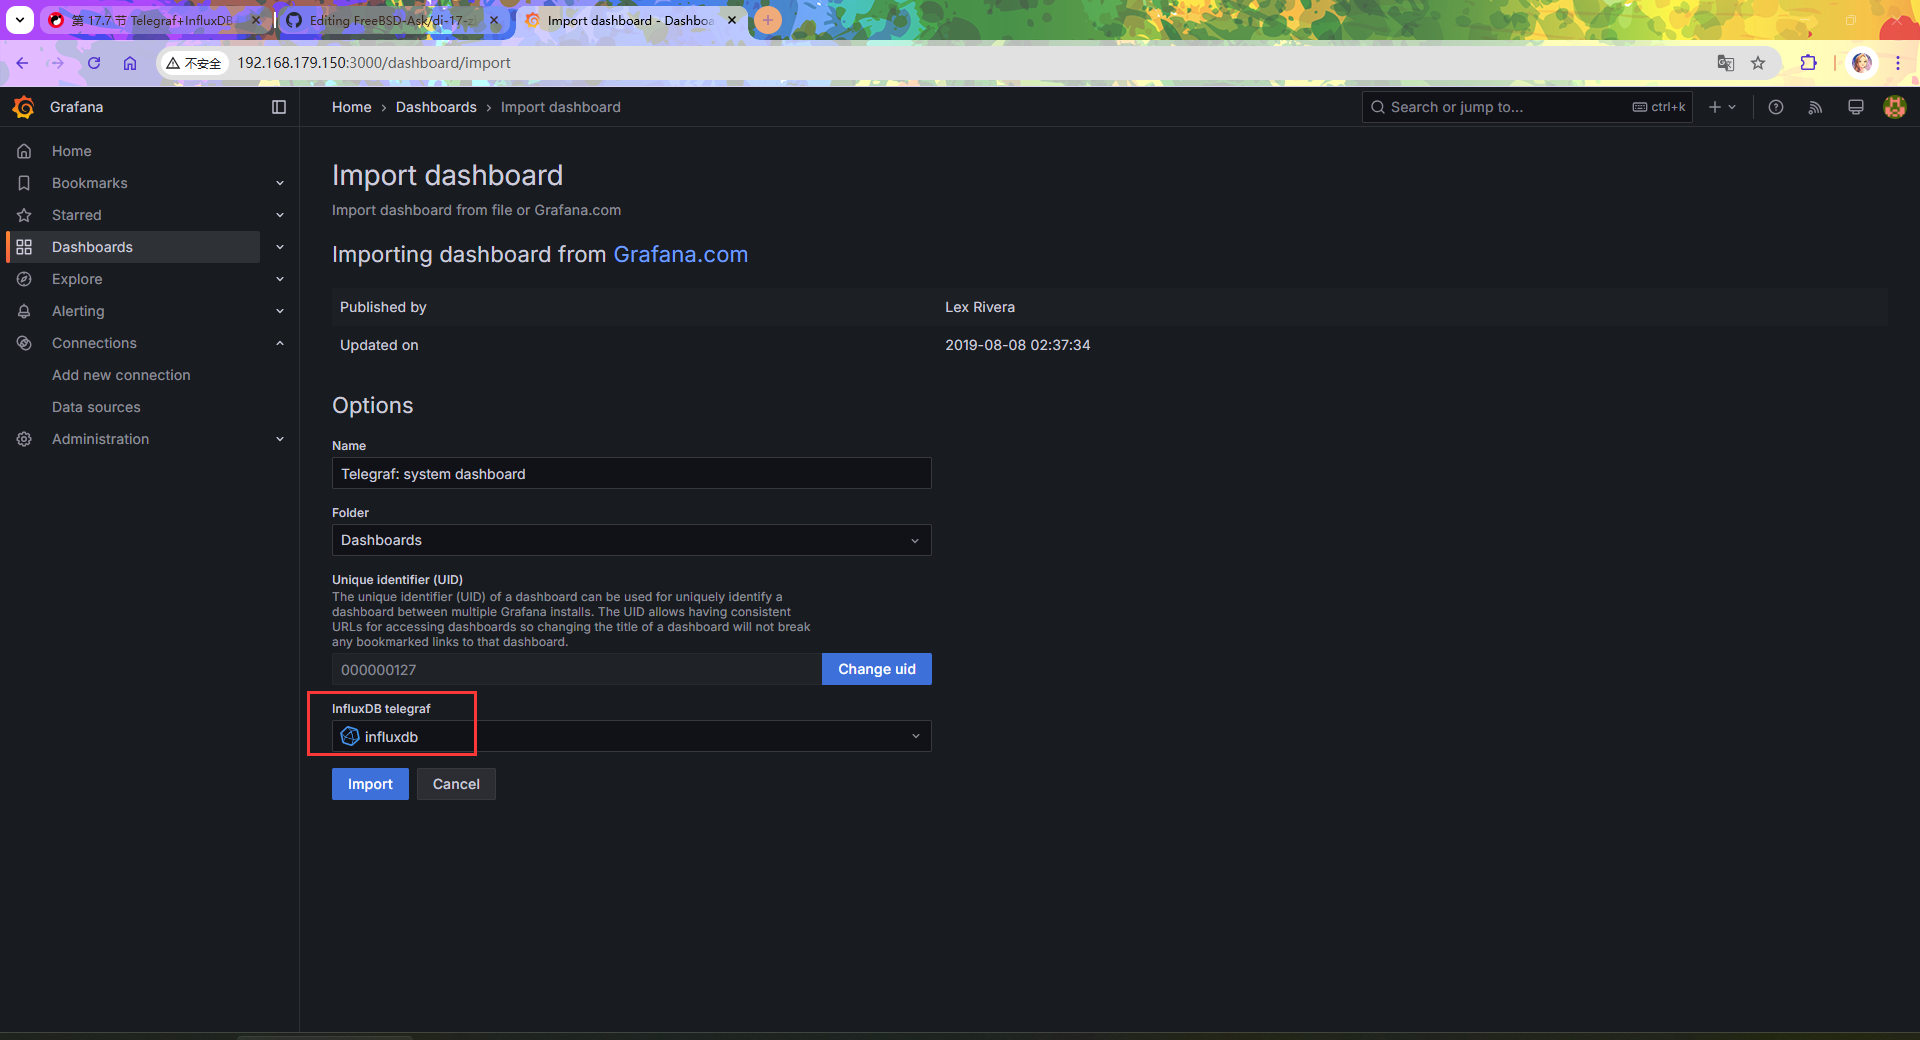 第 17.7 节 Telegraf+InfluxDB
Editing FreeBSD-Ask/di-17-z
Import dashboard - Dashboa
不安全
192.168.179.150:3000/dashboard/import
Grafana
Home › Dashboards › Import dashboard
Search or jump to...
ctrl+k
Home
Bookmarks
Starred
Dashboards
Explore
Alerting
Connections
Add new connection
Data sources
Administration
Import dashboard
Import dashboard from file or Grafana.com
Importing dashboard from Grafana.com
Published by Lex Rivera
Updated on 2019-08-08 02:37:34
Options
Name
Telegraf: system dashboard
Folder
Dashboards
Unique identifier (UID)
The unique identifier (UID) of a dashboard can be used for uniquely identify a
dashboard between multiple Grafana installs. The UID allows having consistent
URLs for accessing dashboards so changing the title of a dashboard will not break
any bookmarked links to that dashboard.
000000127
Change uid
InfluxDB telegraf
influxdb
Import
Cancel